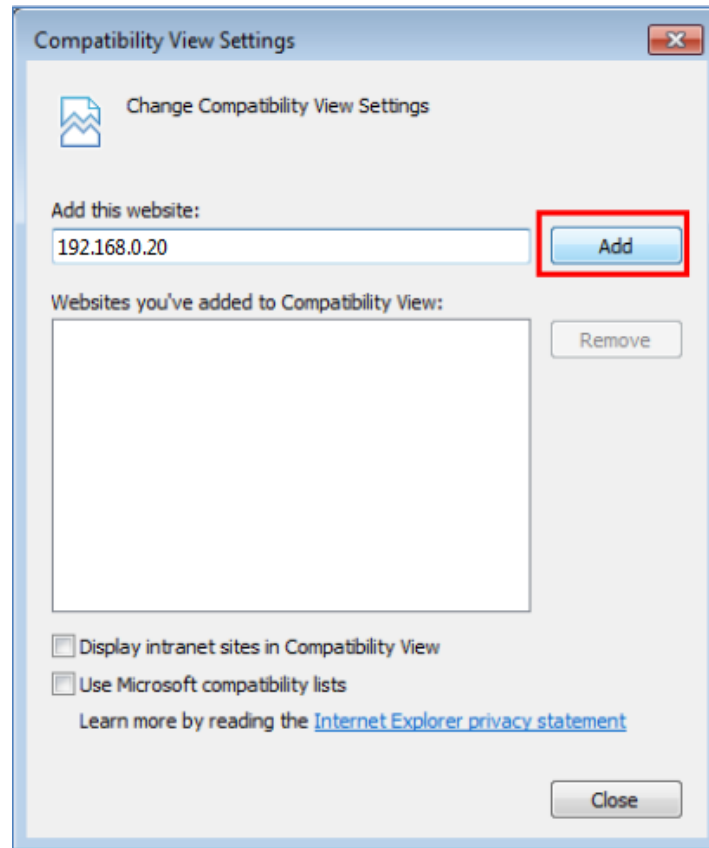 Compatibility View Settings
Change Compatibility View Settings
Add this website:
192.168.0.20
Add
Websites you've added to Compatibility View:
Remove
Display intranet sites in Compatibility View
Use Microsoft compatibility lists
Learn more by reading the Internet Explorer privacy statement
Close